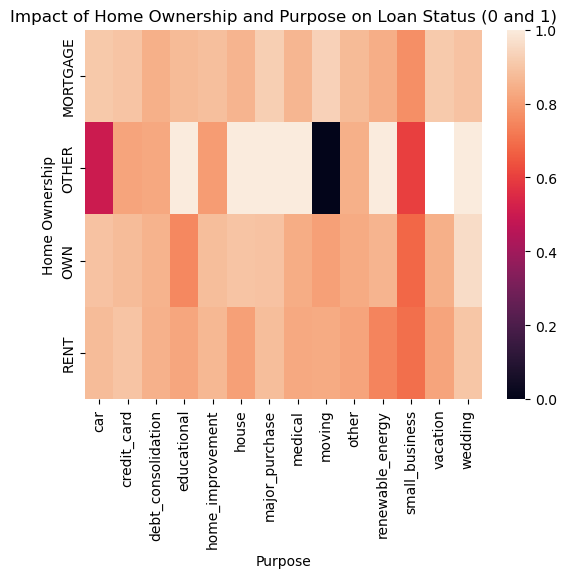 Impact of Home Ownership and Purpose on Loan Status (0 and 1)
Home Ownership
MORTGAGE
OTHER
OWN
RENT
1.0
0.8
0.6
0.4
0.2
0.0
car
credit_card
debt_consolidation
educational
home_improvement
house
major_purchase
medical
moving
other
renewable_energy
small_business
vacation
wedding
Purpose